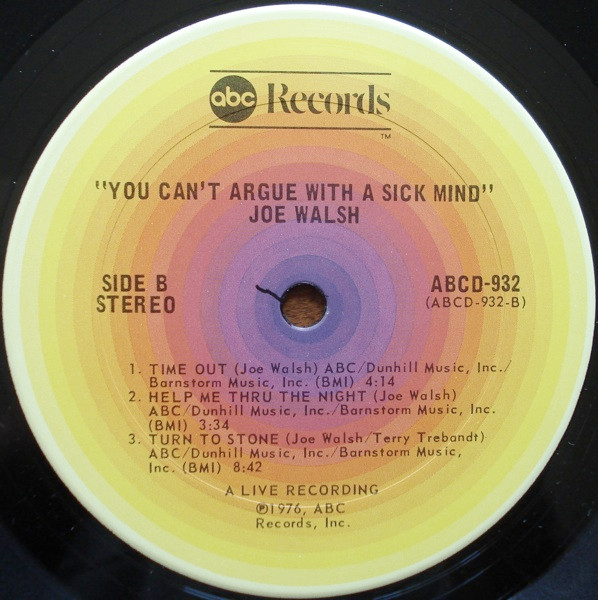 abc Records
TM
"YOU CAN'T ARGUE WITH A SICK MIND"
JOE WALSH
SIDE B
STEREO
ABCD-932
(ABCD-932-B)
1. TIME OUT (Joe Walsh) ABC/Dunhill Music, Inc./
Barnstorm Music, Inc. (BMI) 4:14
2. HELP ME THRU THE NIGHT (Joe Walsh)
ABC/Dunhill Music, Inc./Barnstorm Music, Inc.
(BMI) 3:34
3. TURN TO STONE (Joe Walsh/Terry Trebandt)
ABC/Dunhill Music, Inc./Barnstorm Music,
Inc. (BMI) 8:42
A LIVE RECORDING
℗1976, ABC
Records, Inc.